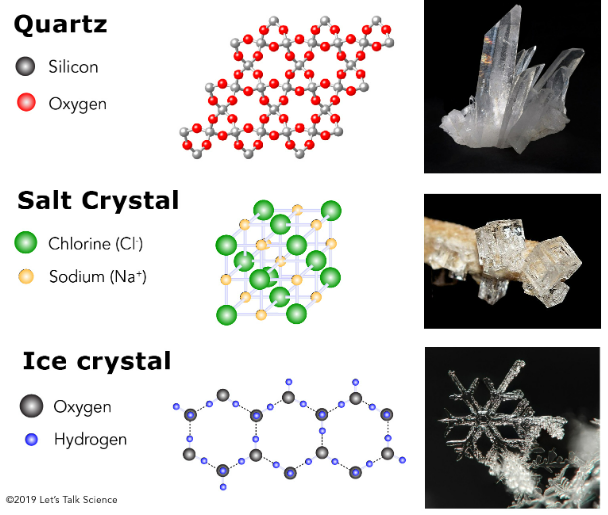 Quartz
Silicon
Oxygen
Salt Crystal
Chlorine (Cl⁻)
Sodium (Na⁺)
Ice crystal
Oxygen
Hydrogen
©2019 Let's Talk Science